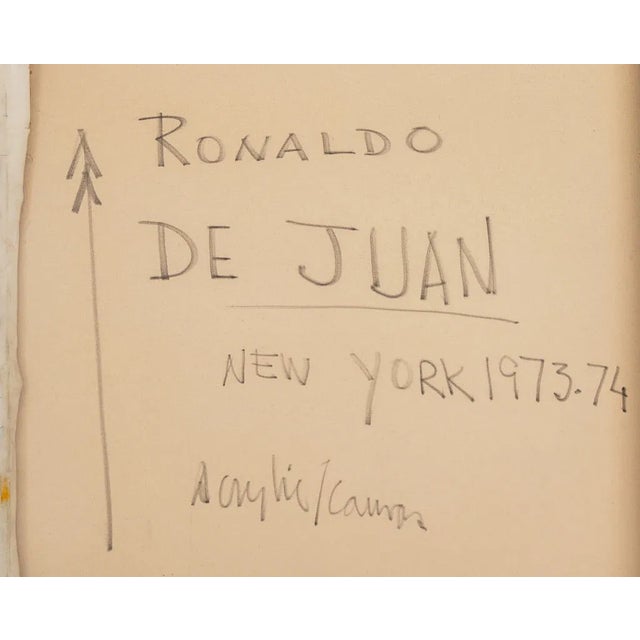 RONALDO
DE JUAN
NEW YORK 1973.74
Acrylic/Canvas